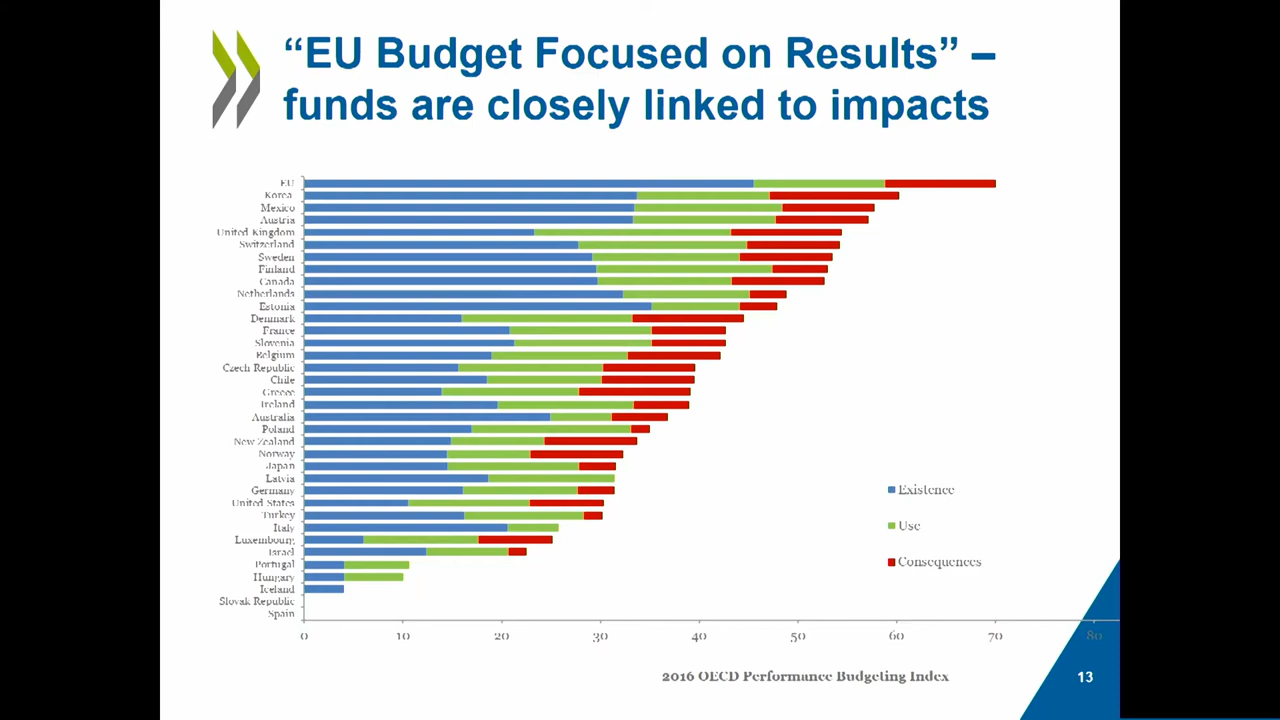 “EU Budget Focused on Results” –
funds are closely linked to impacts
EU
Korea
Mexico
Austria
United Kingdom
Switzerland
Sweden
Finland
Canada
Netherlands
Estonia
Denmark
France
Slovenia
Belgium
Czech Republic
Chile
Greece
Ireland
Australia
Poland
New Zealand
Norway
Japan
Latvia
Germany
United States
Turkey
Italy
Luxembourg
Israel
Portugal
Hungary
Iceland
Slovak Republic
Spain
Existence
Use
Consequences
0 10 20 30 40 50 60 70 80
2016 OECD Performance Budgeting Index
13